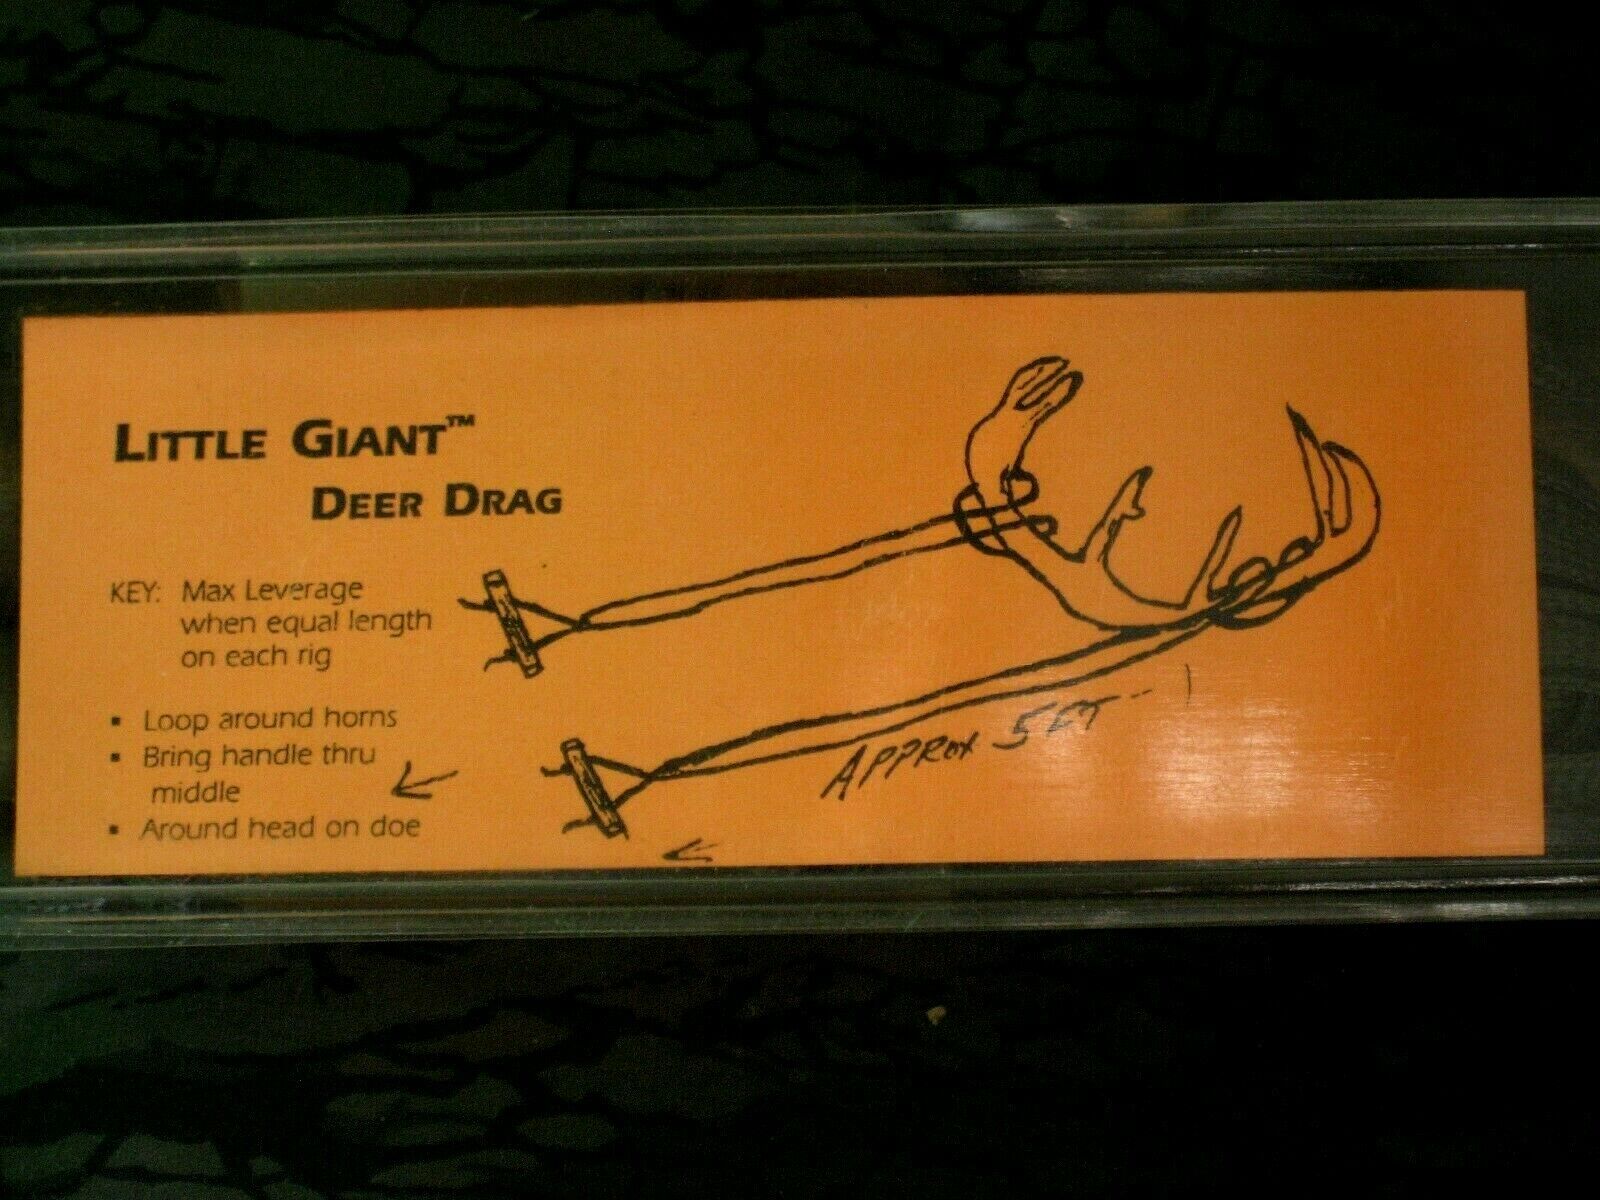 LITTLE GIANT™
DEER DRAG
KEY: Max Leverage
when equal length
on each rig
▪ Loop around horns
▪ Bring handle thru
middle
▪ Around head on doe
APPROX 5 FT